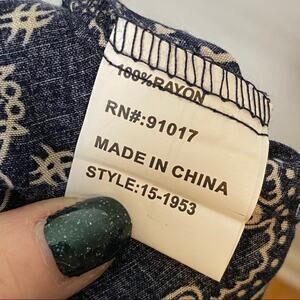 100%RAYON
RN#:91017
MADE IN CHINA
STYLE:15-1953